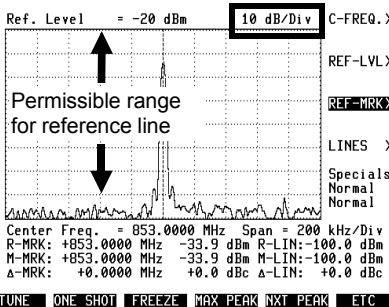 Ref. Level = -20 dBm 10 dB/Div C-FREQ.
REF-LVL
Permissible range
for reference line
REF-MRK
LINES
Specials
Normal
Normal
Center Freq. = 853.0000 MHz Span = 200 kHz/Div
R-MRK: +853.0000 MHz -33.9 dBm R-LIN:-100.0 dBm
M-MRK: +853.0000 MHz -33.9 dBm M-LIN:-100.0 dBm
Δ-MRK: +0.0000 MHz +0.0 dBc Δ-LIN: +0.0 dBc
TUNE ONE SHOT FREEZE MAX PEAK NXT PEAK ETC